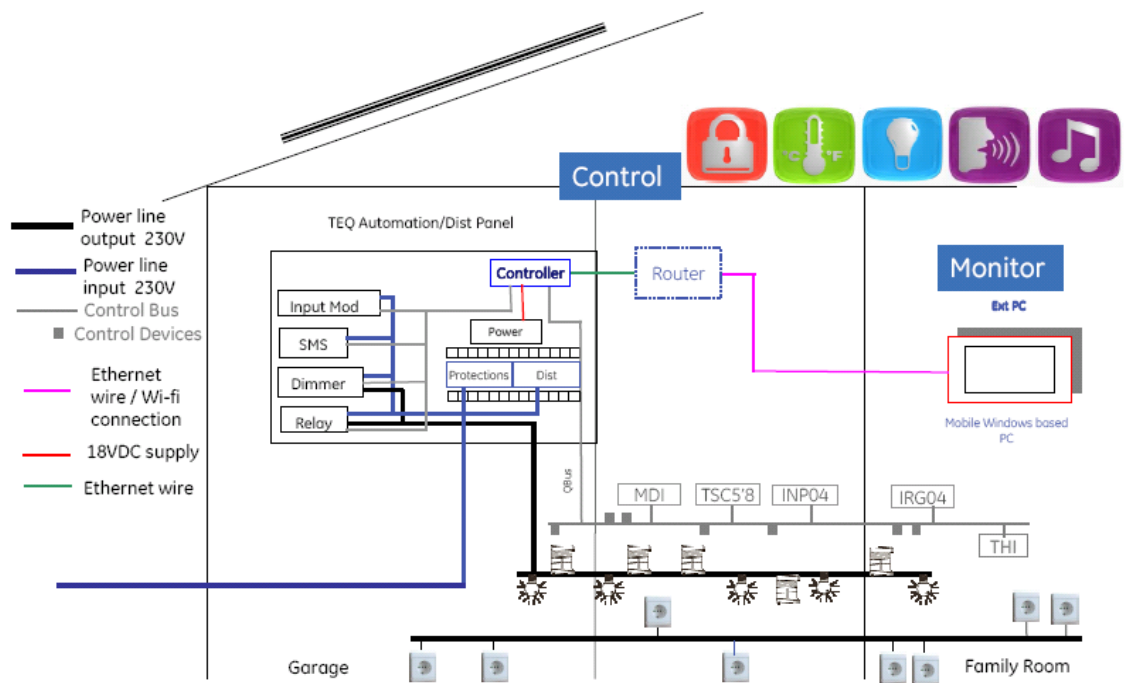 °C °F
Control
Power line
output 230V
Power line
input 230V
Control Bus
Control Devices
Ethernet
wire / Wi-fi
connection
18VDC supply
Ethernet wire
TEQ Automation/Dist Panel
Controller
Router
Input Mod
Power
SMS
Protections
Dist
Dimmer
Relay
Monitor
Ext PC
Mobile Windows based
PC
QBus
MDI
TSC5'8
INP04
IRG04
THI
Garage
Family Room